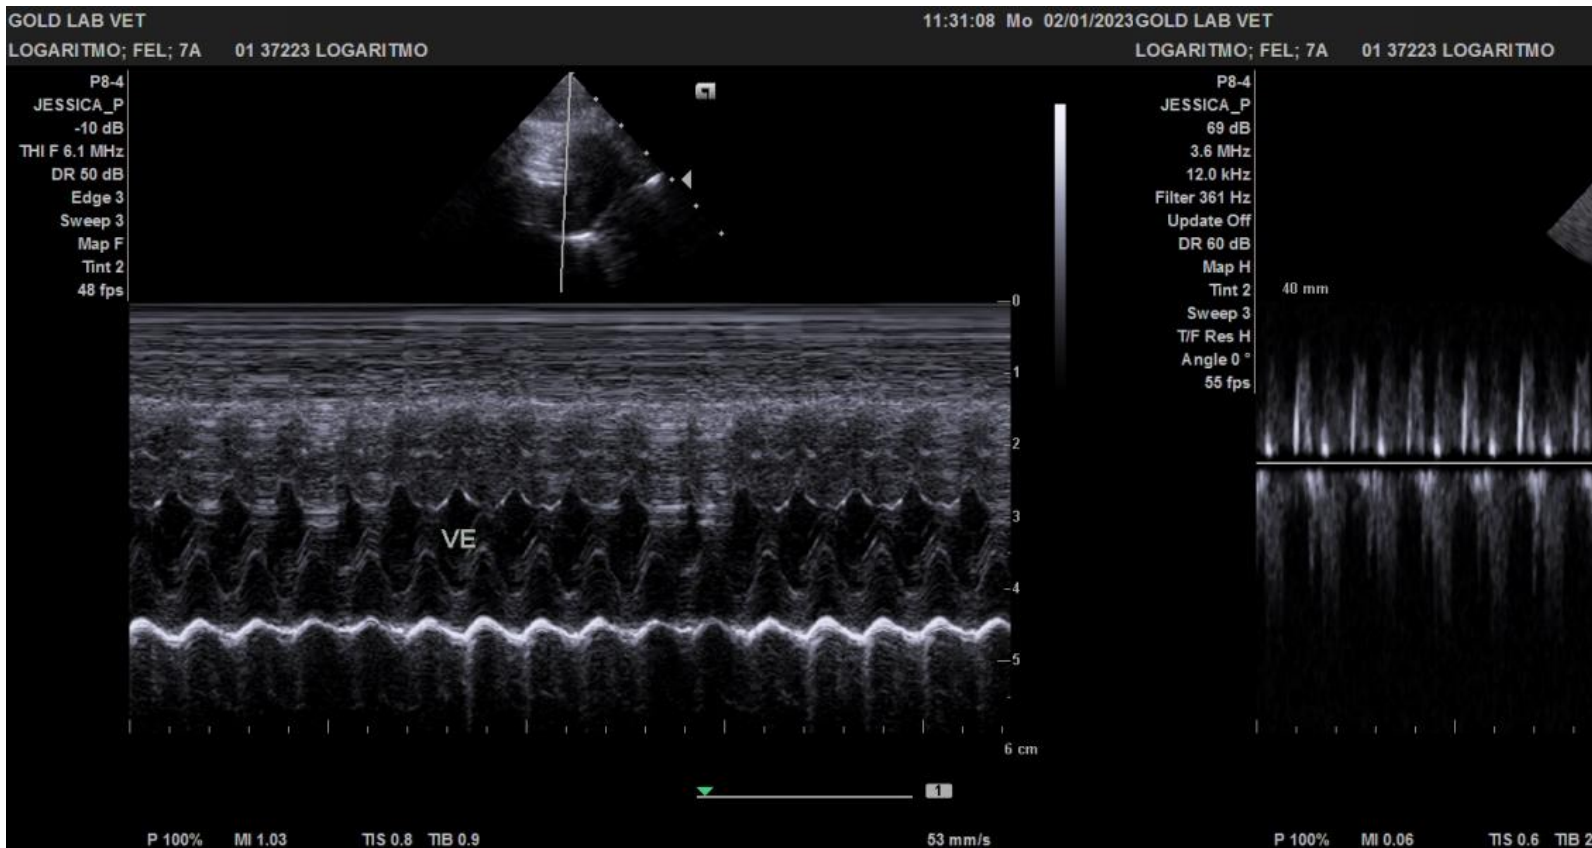 GOLD LAB VET
11:31:08 Mo 02/01/2023
LOGARITMO; FEL; 7A 01 37223 LOGARITMO
P8-4
JESSICA_P
-10 dB
THI F 6.1 MHz
DR 50 dB
Edge 3
Sweep 3
Map F
Tint 2
48 fps
0
1
2
3
4
5
VE
6 cm
1
P 100% MI 1.03 TIS 0.8 TIB 0.9
53 mm/s
GOLD LAB VET
LOGARITMO; FEL; 7A 01 37223 LOGARITMO
P8-4
JESSICA_P
69 dB
3.6 MHz
12.0 kHz
Filter 361 Hz
Update Off
DR 60 dB
Map H
Tint 2
40 mm
Sweep 3
T/F Res H
Angle 0 °
55 fps
P 100% MI 0.06 TIS 0.6 TIB 2